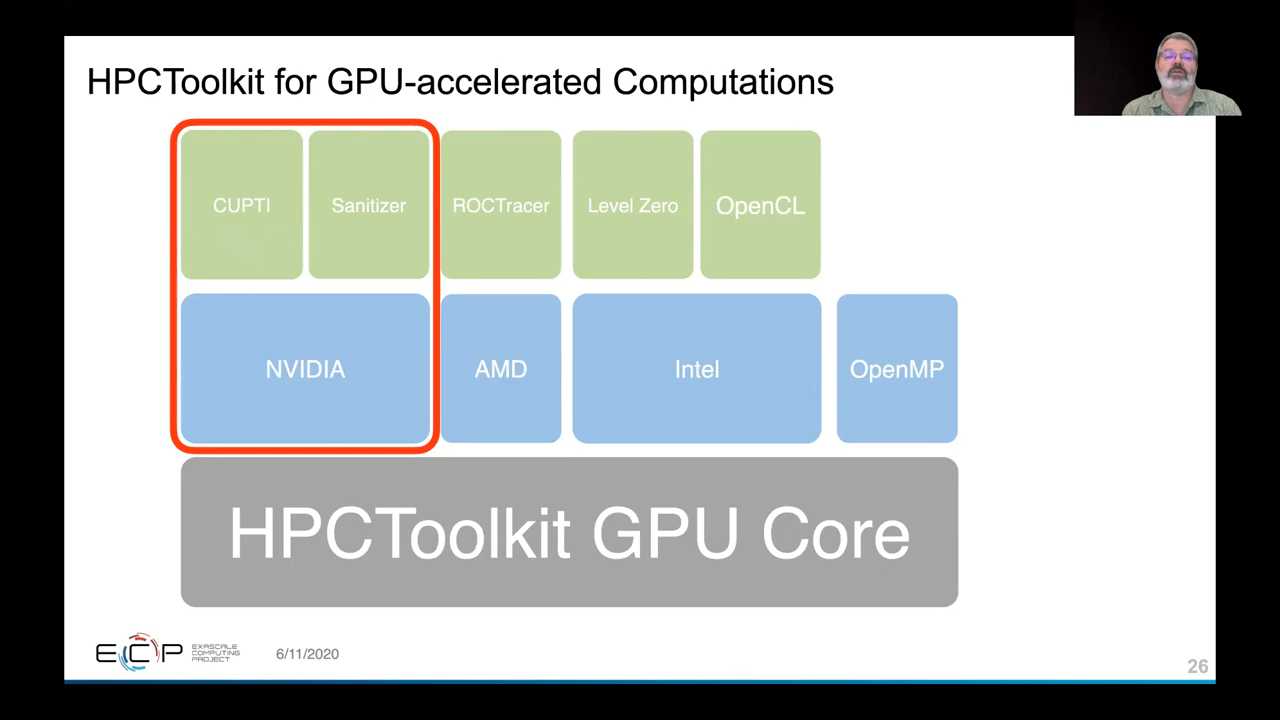 HPCToolkit for GPU-accelerated Computations
CUPTI
Sanitizer
ROCTracer
Level Zero
OpenCL
NVIDIA
AMD
Intel
OpenMP
HPCToolkit GPU Core
ECP
EXASCALE
COMPUTING
PROJECT
6/11/2020
26